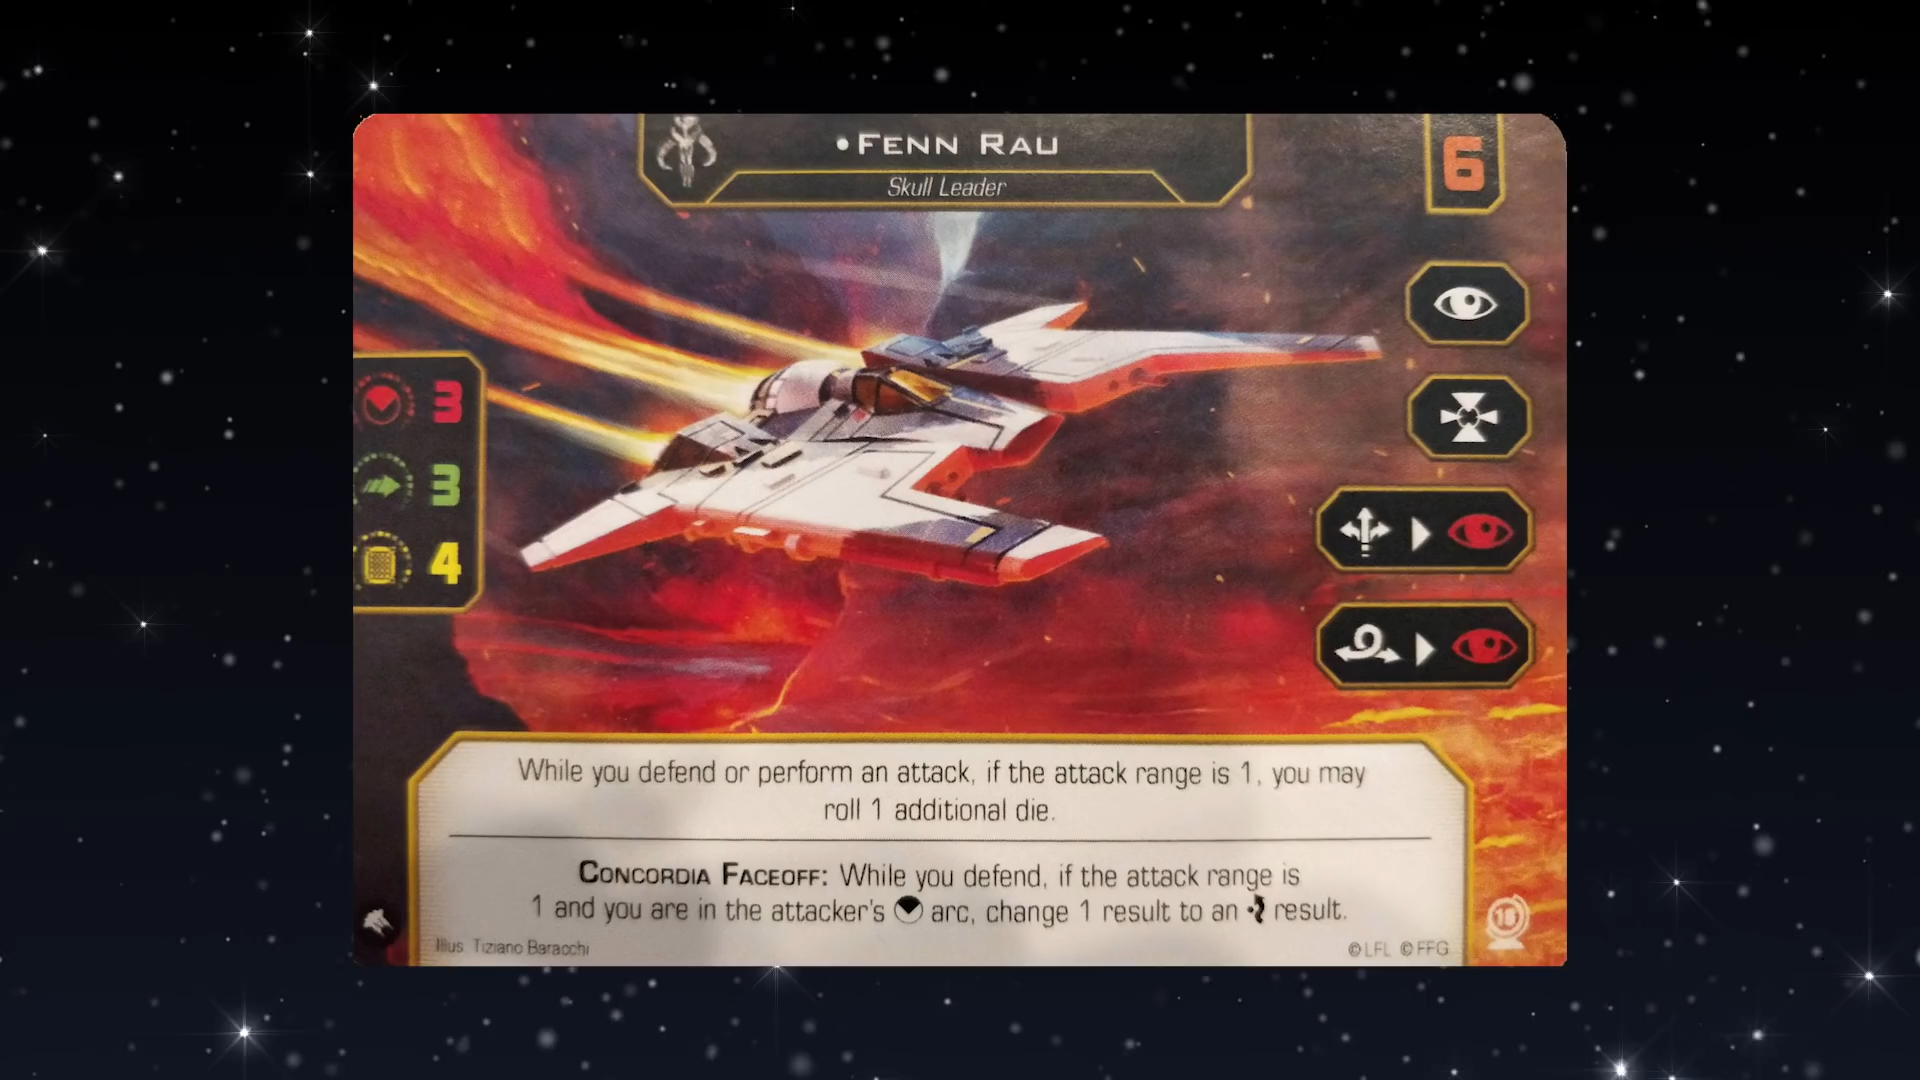 •Fenn Rau
Skull Leader
6
3
3
4
While you defend or perform an attack, if the attack range is 1, you may
roll 1 additional die.
Concordia Faceoff: While you defend, if the attack range is
1 and you are in the attacker's arc, change 1 result to an result.
Illus. Tiziano Baracchi
©LFL ©FFG